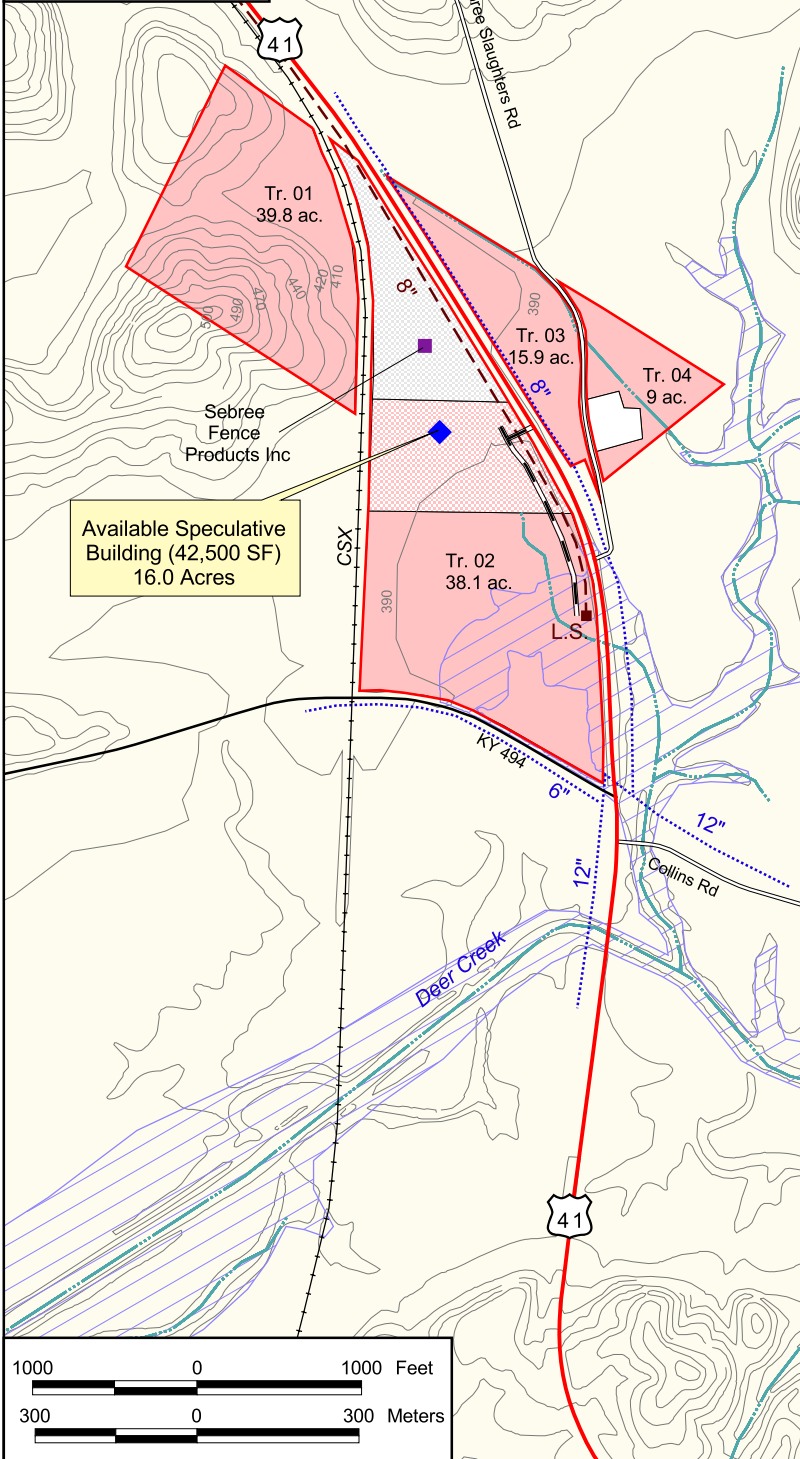 41
ree Slaughters Rd
Tr. 01
39.8 ac.
410
420
440
470
490
500
8"
390
Tr. 03
15.9 ac.
8"
Tr. 04
9 ac.
Sebree
Fence
Products Inc
Available Speculative
Building (42,500 SF)
16.0 Acres
CSX
Tr. 02
38.1 ac.
390
L.S.
KY 494
6"
12"
12"
Collins Rd
Deer Creek
41
1000 0 1000 Feet
300 0 300 Meters